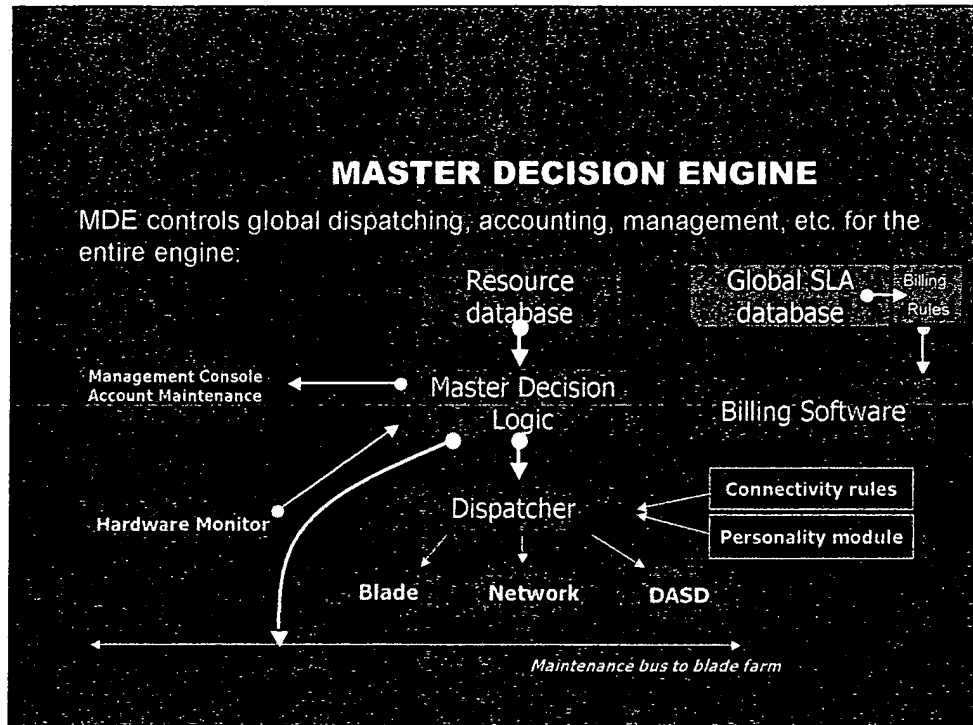 MASTER DECISION ENGINE
MDE controls global dispatching, accounting, management, etc. for the
entire engine:
Resource
database
Global SLA
database
Billing
Rules
Management Console
Account Maintenance
Master Decision
Logic
Billing Software
Hardware Monitor
Dispatcher
Connectivity rules
Personality module
Blade
Network
DASD
Maintenance bus to blade farm